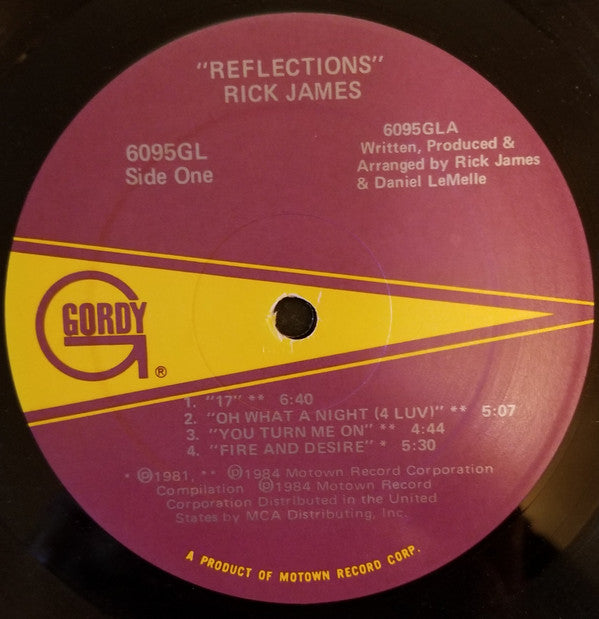 "REFLECTIONS"
RICK JAMES
6095GL
Side One
6095GLA
Written, Produced &
Arranged by Rick James
& Daniel LeMelle
GORDY
®
1. "17" ** 6:40
2. "OH WHAT A NIGHT (4 LUV)" ** 5:07
3. "YOU TURN ME ON" ** 4:44
4. "FIRE AND DESIRE" * 5:30
* ℗1981, ** ℗1984 Motown Record Corporation
Compilation ℗1984 Motown Record
Corporation Distributed in the United
States by MCA Distributing, Inc.
A PRODUCT OF MOTOWN RECORD CORP.